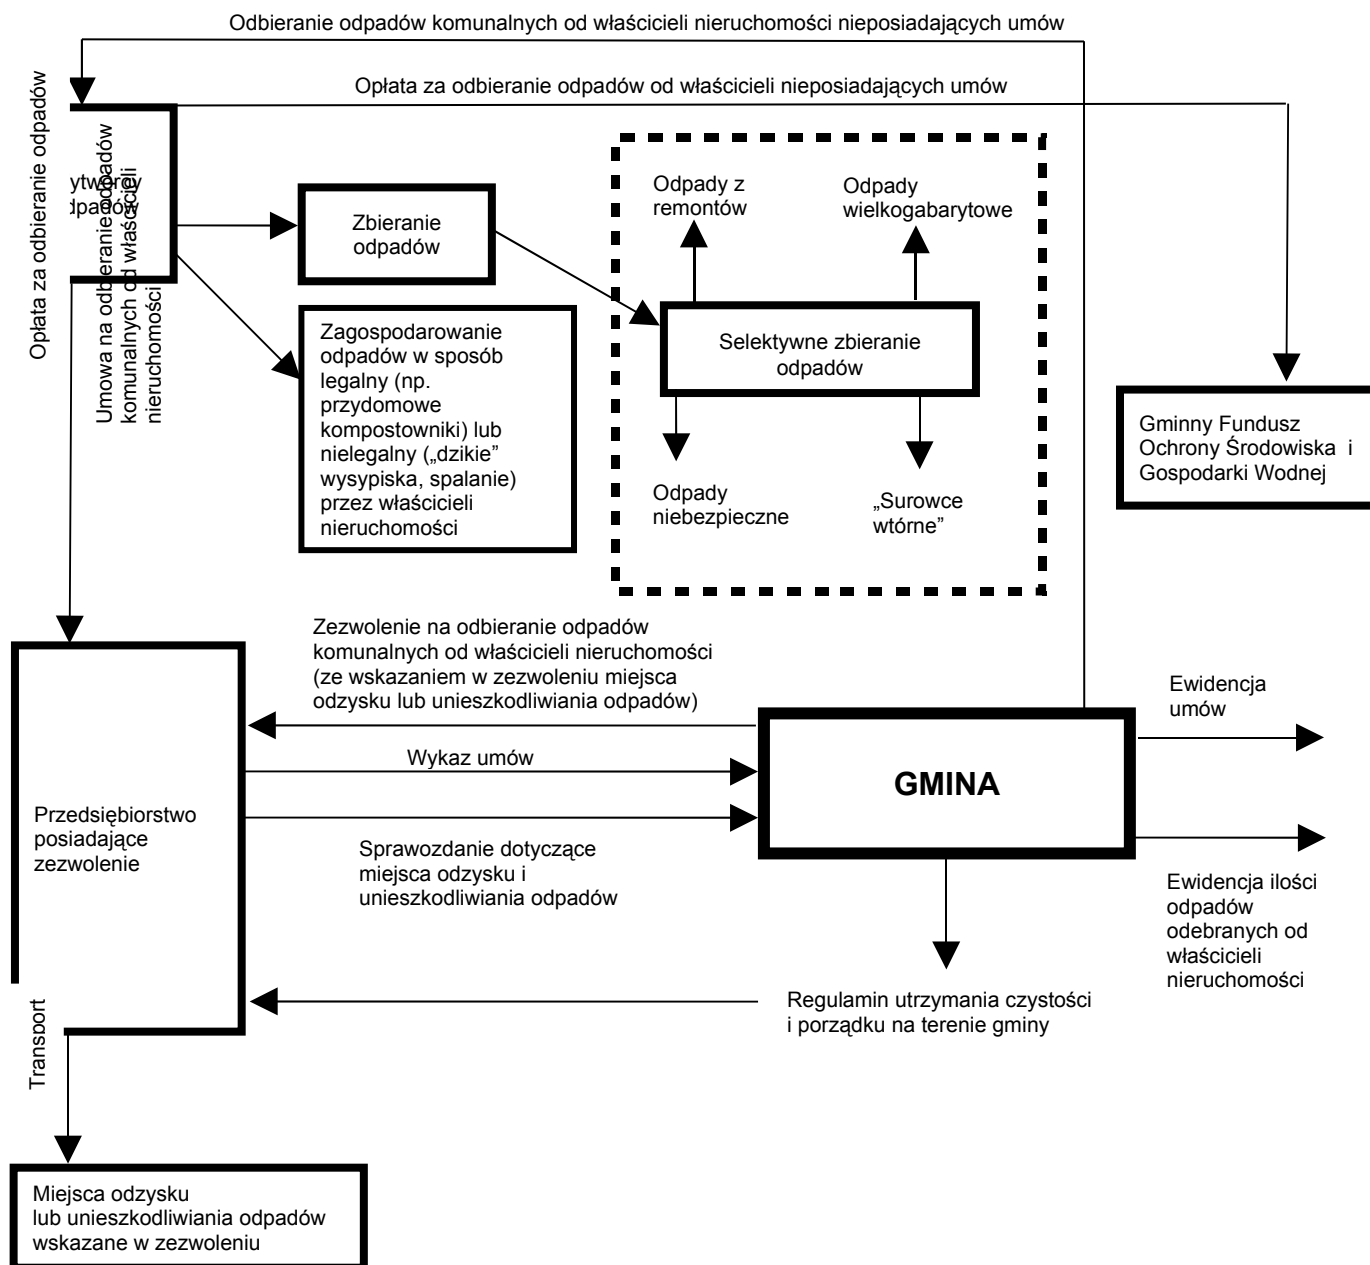 Odbieranie odpadów komunalnych od właścicieli nieruchomości nieposiadających umów
Opłata za odbieranie odpadów od właścicieli nieposiadających umów
Opłata za odbieranie odpadów
Umowa na odbieranie odpadów
komunalnych od właścicieli
nieruchomości
ytwórcy
dpadów
Zbieranie
odpadów
Odpady z
remontów
Odpady
wielkogabarytowe
Selektywne zbieranie
odpadów
Odpady
niebezpieczne
„Surowce
wtórne”
Zagospodarowanie
odpadów w sposób
legalny (np.
przydomowe
kompostowniki) lub
nielegalny („dzikie”
wysypiska, spalanie)
przez właścicieli
nieruchomości
Gminny Fundusz
Ochrony Środowiska i
Gospodarki Wodnej
Zezwolenie na odbieranie odpadów
komunalnych od właścicieli nieruchomości
(ze wskazaniem w zezwoleniu miejsca
odzysku lub unieszkodliwiania odpadów)
Wykaz umów
GMINA
Ewidencja
umów
Przedsiębiorstwo
posiadające
zezwolenie
Sprawozdanie dotyczące
miejsca odzysku i
unieszkodliwiania odpadów
Ewidencja ilości
odpadów
odebranych od
właścicieli
nieruchomości
Regulamin utrzymania czystości
i porządku na terenie gminy
Transport
Miejsca odzysku
lub unieszkodliwiania odpadów
wskazane w zezwoleniu